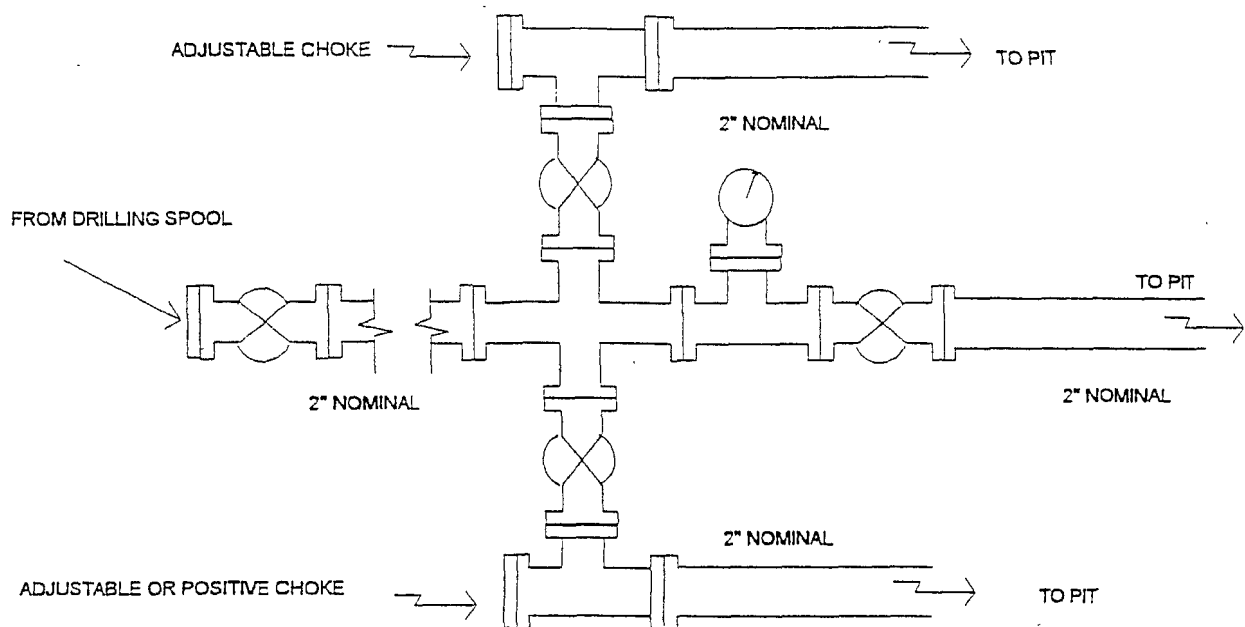 ADJUSTABLE CHOKE
TO PIT
2" NOMINAL
FROM DRILLING SPOOL
TO PIT
2" NOMINAL
2" NOMINAL
2" NOMINAL
ADJUSTABLE OR POSITIVE CHOKE
TO PIT